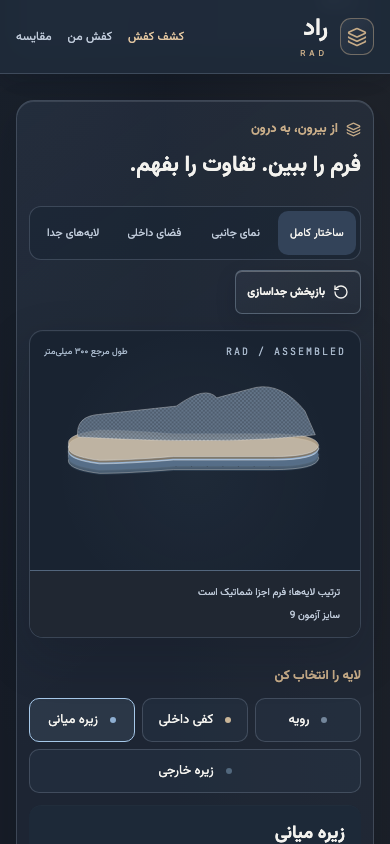 راد
RAD
کشف کفش
کفش من
مقایسه
از بیرون، به درون
فرم را ببین. تفاوت را بفهم.
ساختار کامل
نمای جانبی
فضای داخلی
لایه‌های جدا
بازپخش جداسازی
RAD / ASSEMBLED
طول مرجع ۳۰۰ میلی‌متر
ترتیب لایه‌ها؛ فرم اجزا شماتیک است
سایز آزمون 9
لایه را انتخاب کن
رویه
کفی داخلی
زیره میانی
زیره خارجی
زیره میانی